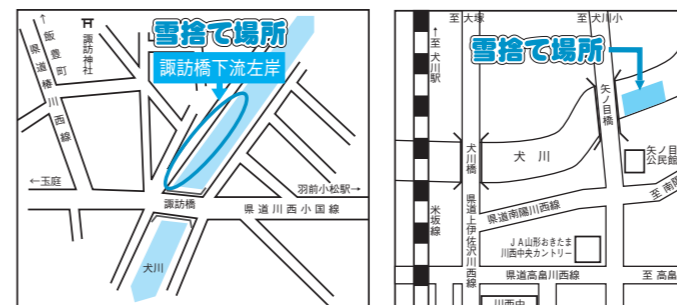 ↑飯豊町
県道椿川西線
諏訪神社
雪捨て場所
諏訪橋下流左岸
←玉庭
羽前小松駅→
諏訪橋
県道川西小国線
犬川
至 大塚
至 犬川小
↑至 犬川駅
雪捨て場所
矢ノ目橋
犬川橋
犬川
矢ノ目
公民館
米坂線
県道上伊佐沢川西線
県道南陽川西線
至 南陽
JA山形おきたま
川西中央カントリー
県道高畠川西線
至 高畠
川西中